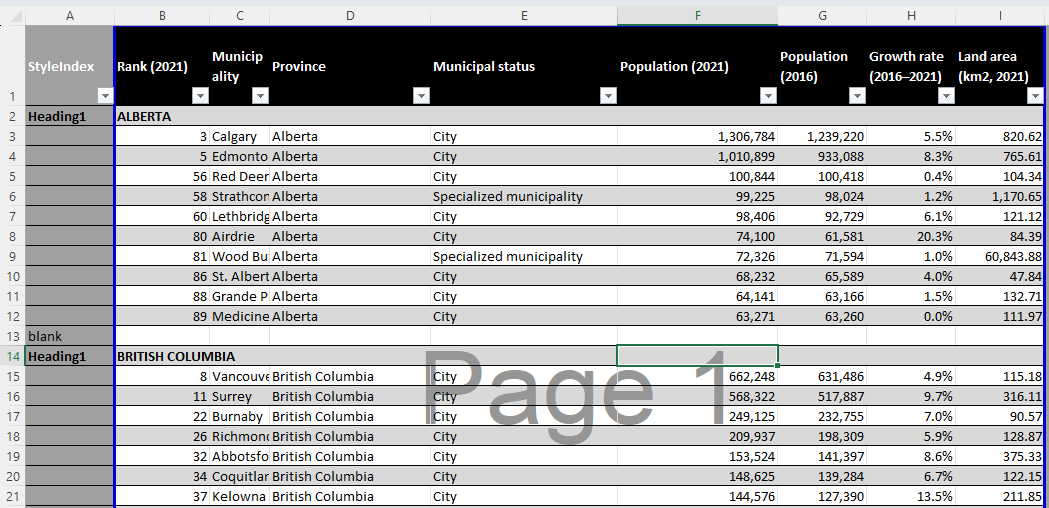 A B C D E F G H I
1 StyleIndex Rank (2021) Municip ality Province Municipal status Population (2021) Population (2016) Growth rate (2016–2021) Land area (km2, 2021)
2 Heading1 ALBERTA
3 3 Calgary Alberta City 1,306,784 1,239,220 5.5% 820.62
4 5 Edmonto Alberta City 1,010,899 933,088 8.3% 765.61
5 56 Red Deer Alberta City 100,844 100,418 0.4% 104.34
6 58 Strathcon Alberta Specialized municipality 99,225 98,024 1.2% 1,170.65
7 60 Lethbridg Alberta City 98,406 92,729 6.1% 121.12
8 80 Airdrie Alberta City 74,100 61,581 20.3% 84.39
9 81 Wood Bu Alberta Specialized municipality 72,326 71,594 1.0% 60,843.88
10 86 St. Albert Alberta City 68,232 65,589 4.0% 47.84
11 88 Grande P Alberta City 64,141 63,166 1.5% 132.71
12 89 Medicine Alberta City 63,271 63,260 0.0% 111.97
13 blank
14 Heading1 BRITISH COLUMBIA
Page 1
15 8 Vancouve British Columbia City 662,248 631,486 4.9% 115.18
16 11 Surrey British Columbia City 568,322 517,887 9.7% 316.11
17 22 Burnaby British Columbia City 249,125 232,755 7.0% 90.57
18 26 Richmond British Columbia City 209,937 198,309 5.9% 128.87
19 32 Abbotsfo British Columbia City 153,524 141,397 8.6% 375.33
20 34 Coquitlar British Columbia City 148,625 139,284 6.7% 122.15
21 37 Kelowna British Columbia City 144,576 127,390 13.5% 211.85